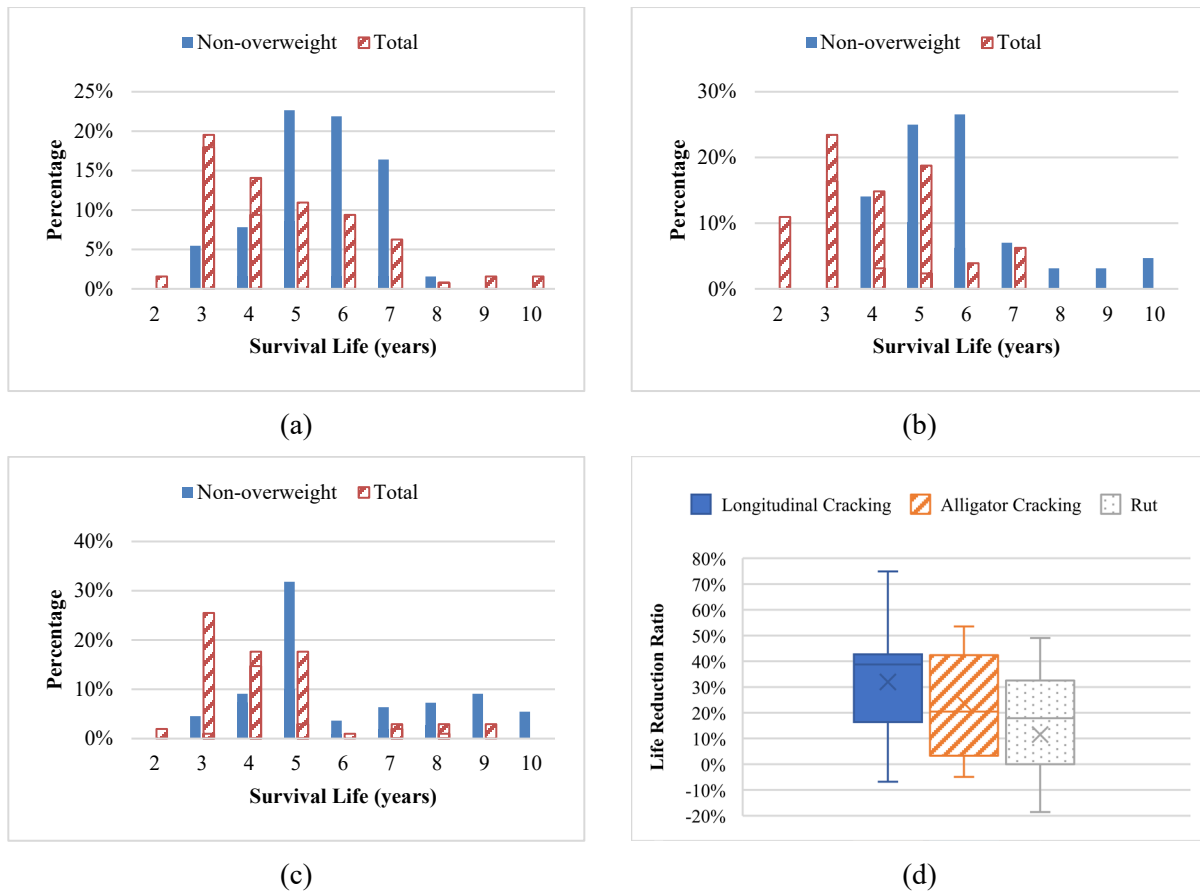 Non-overweight Total
25%
20%
15%
10%
5%
0%
Percentage
2 3 4 5 6 7 8 9 10
Survival Life (years)
(a)
Non-overweight Total
30%
20%
10%
0%
Percentage
2 3 4 5 6 7 8 9 10
Survival Life (years)
(b)
Non-overweight Total
40%
30%
20%
10%
0%
Percentage
2 3 4 5 6 7 8 9 10
Survival Life (years)
(c)
Longitudinal Cracking Alligator Cracking Rut
80%
70%
60%
50%
40%
30%
20%
10%
0%
-10%
-20%
Life Reduction Ratio
(d)